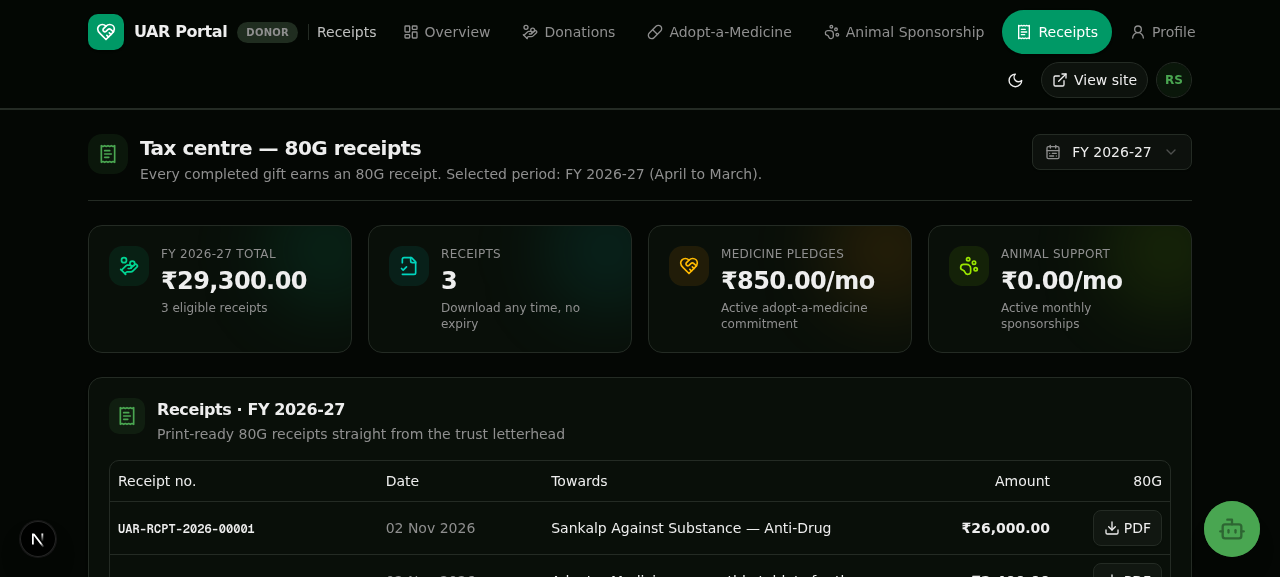 UAR Portal DONOR Receipts Overview Donations Adopt-a-Medicine Animal Sponsorship Receipts Profile
View site RS
Tax centre — 80G receipts
Every completed gift earns an 80G receipt. Selected period: FY 2026-27 (April to March).
FY 2026-27
FY 2026-27 TOTAL
₹29,300.00
3 eligible receipts
RECEIPTS
3
Download any time, no
expiry
MEDICINE PLEDGES
₹850.00/mo
Active adopt-a-medicine
commitment
ANIMAL SUPPORT
₹0.00/mo
Active monthly
sponsorships
Receipts · FY 2026-27
Print-ready 80G receipts straight from the trust letterhead
Receipt no. Date Towards Amount 80G
UAR-RCPT-2026-00001 02 Nov 2026 Sankalp Against Substance — Anti-Drug ₹26,000.00 PDF
N